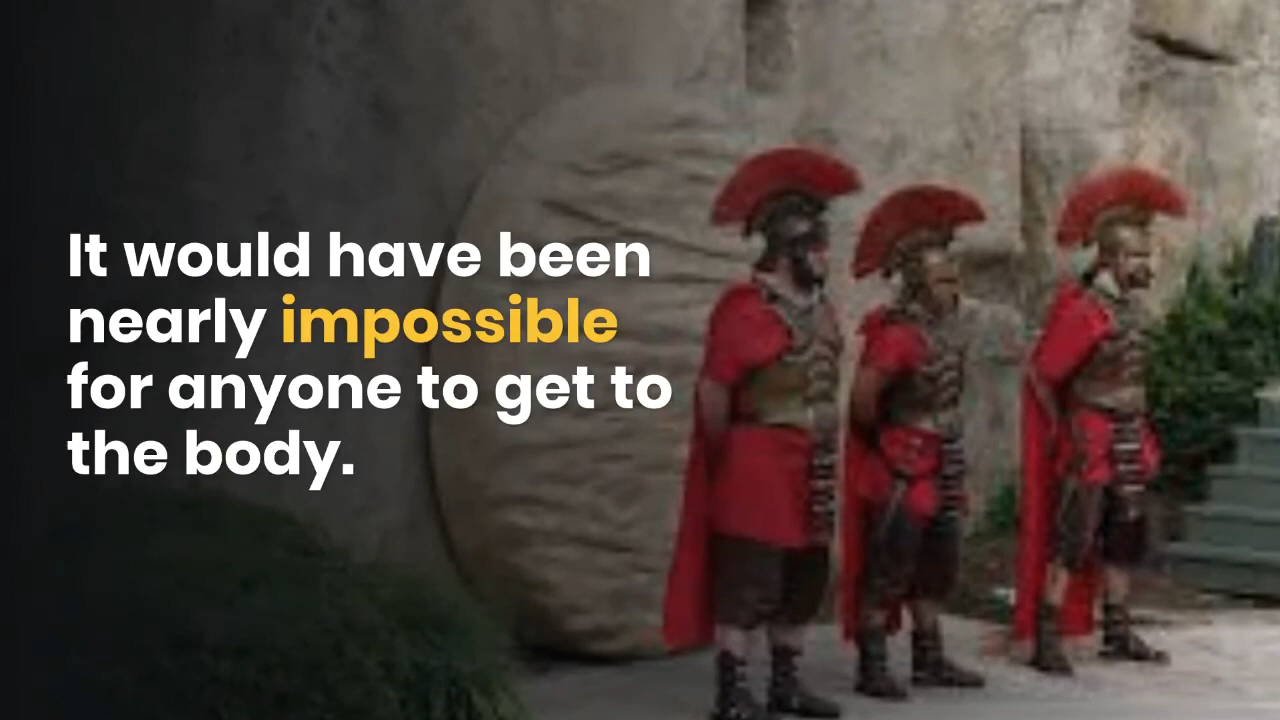 It would have been
nearly impossible
for anyone to get to
the body.